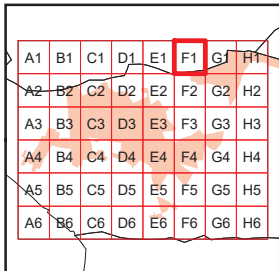 A1 B1 C1 D1 E1 F1 G1 H1
A2 B2 C2 D2 E2 F2 G2 H2
A3 B3 C3 D3 E3 F3 G3 H3
A4 B4 C4 D4 E4 F4 G4 H4
A5 B5 C5 D5 E5 F5 G5 H5
A6 B6 C6 D6 E6 F6 G6 H6